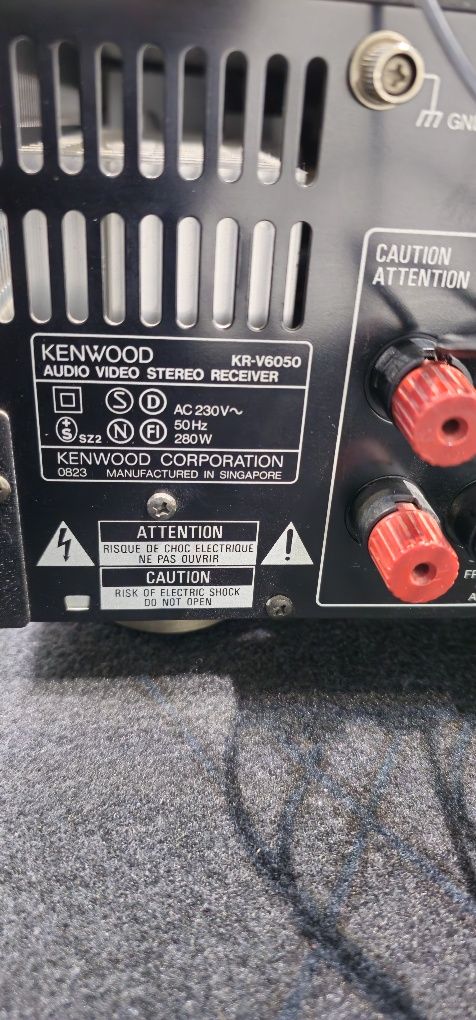 GND
CAUTION
ATTENTION
KENWOOD KR-V6050
AUDIO VIDEO STEREO RECEIVER
S D AC 230V~
50Hz
S SZ2 N FI 280W
KENWOOD CORPORATION
0823 MANUFACTURED IN SINGAPORE
ATTENTION
RISQUE DE CHOC ELECTRIQUE
NE PAS OUVRIR
CAUTION
RISK OF ELECTRIC SHOCK
DO NOT OPEN